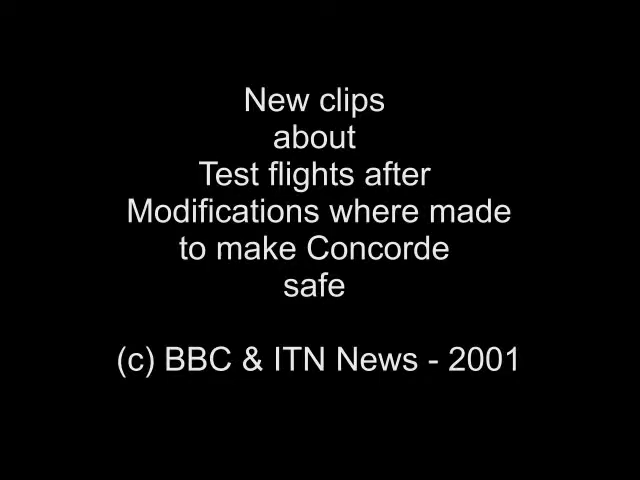 New clips
about
Test flights after
Modifications where made
to make Concorde
safe
(c) BBC & ITN News - 2001